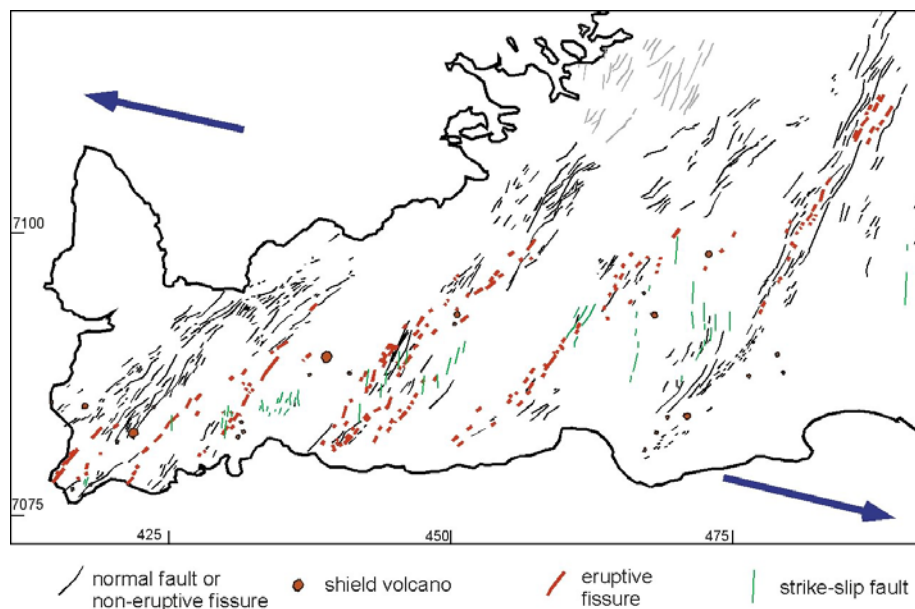 7100
7075
425
450
475
normal fault or
non-eruptive fissure
shield volcano
eruptive
fissure
strike-slip fault